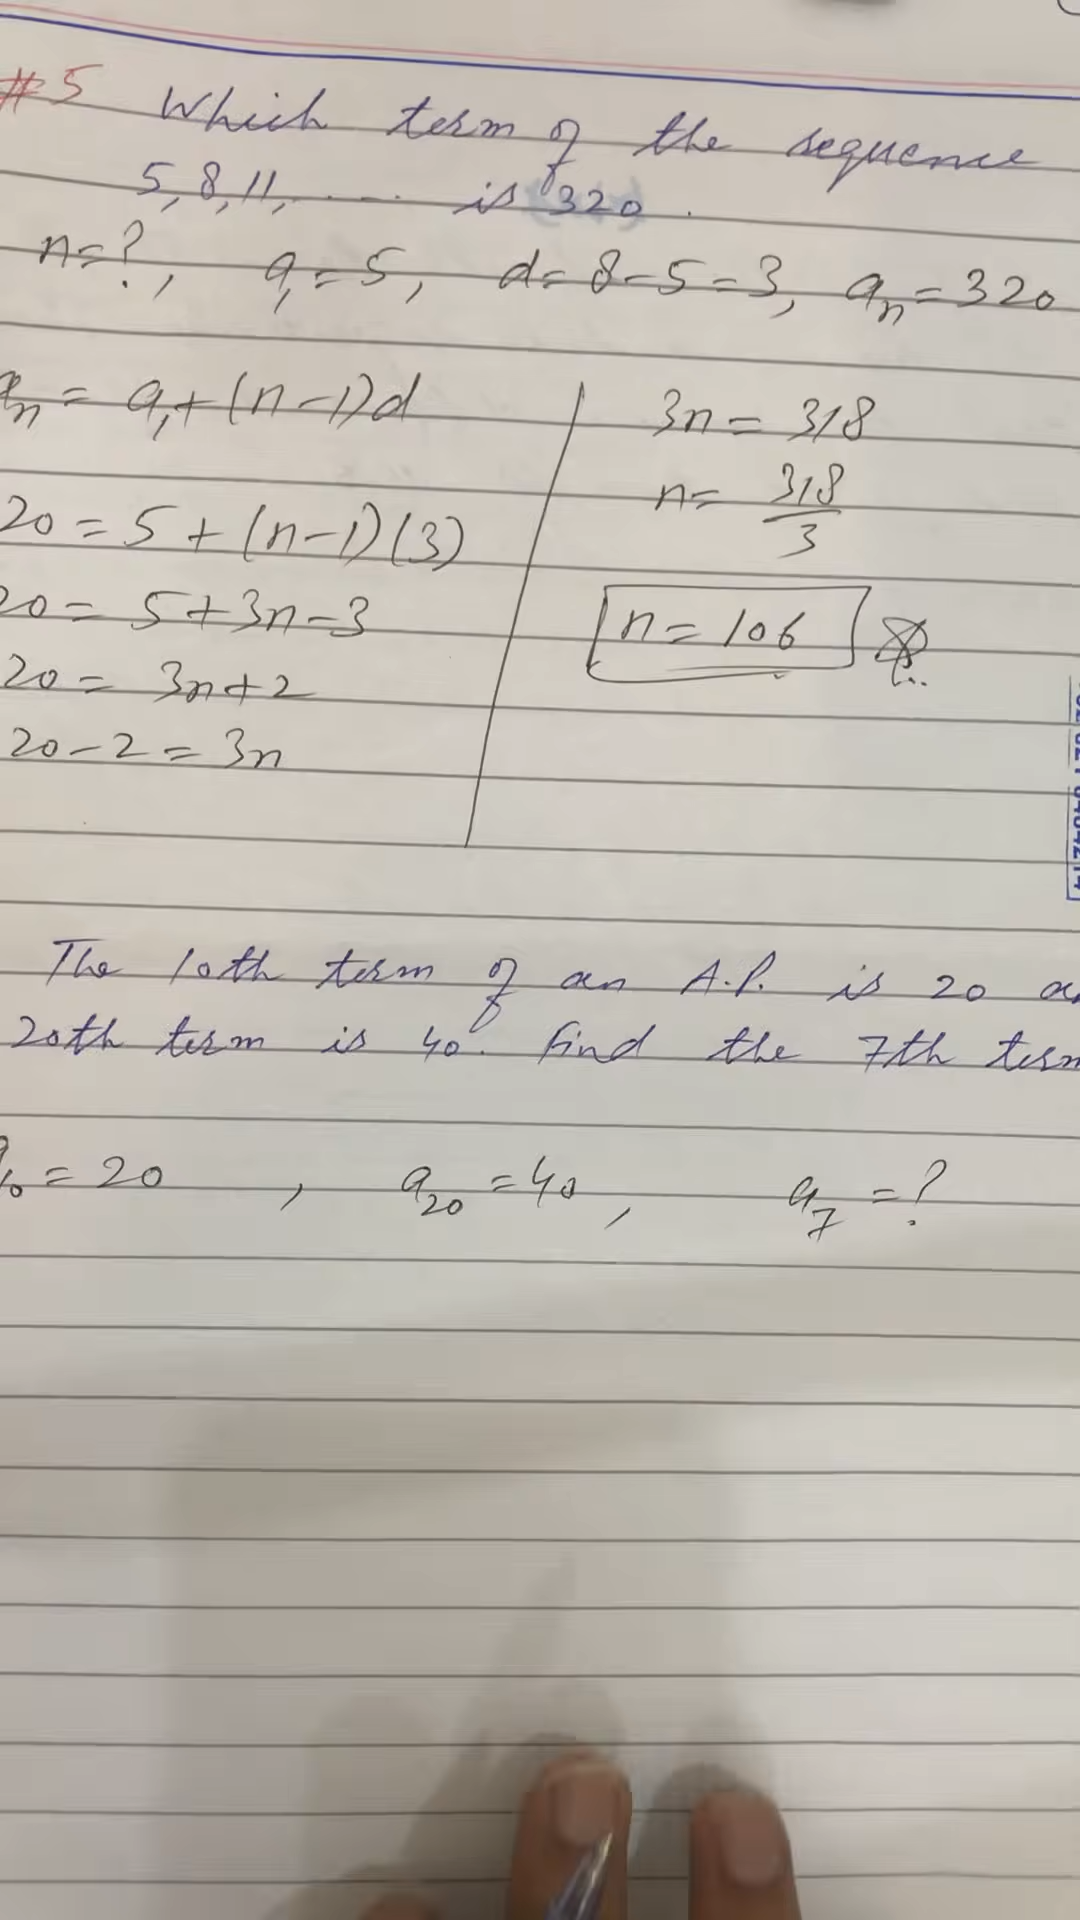 #5 Which term of the sequence
5, 8, 11, ..... is 320.
n=?, a₁=5, d=8-5=3, aₙ=320
aₙ = a₁+(n-1)d
20 = 5+(n-1)(3)
20 = 5+3n-3
20 = 3n+2
20-2=3n
3n = 318
n= 318/3
n=106
The 10th term of an A.P. is 20
20th term is 40. Find the 7th term
=20 , a₂₀=40, a₇=?